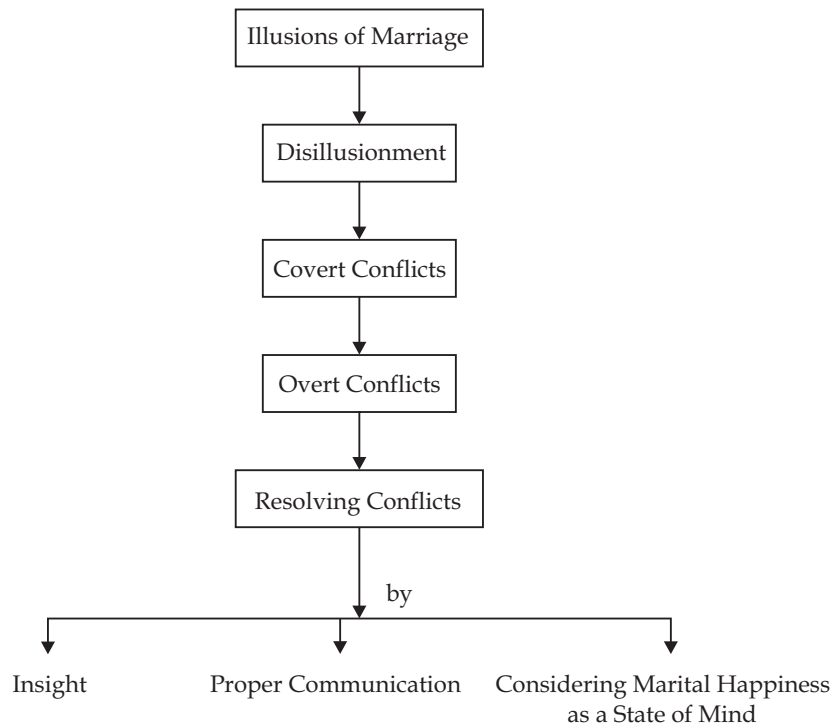 Illusions of Marriage
Disillusionment
Covert Conflicts
Overt Conflicts
Resolving Conflicts
by
Insight
Proper Communication
Considering Marital Happiness
as a State of Mind